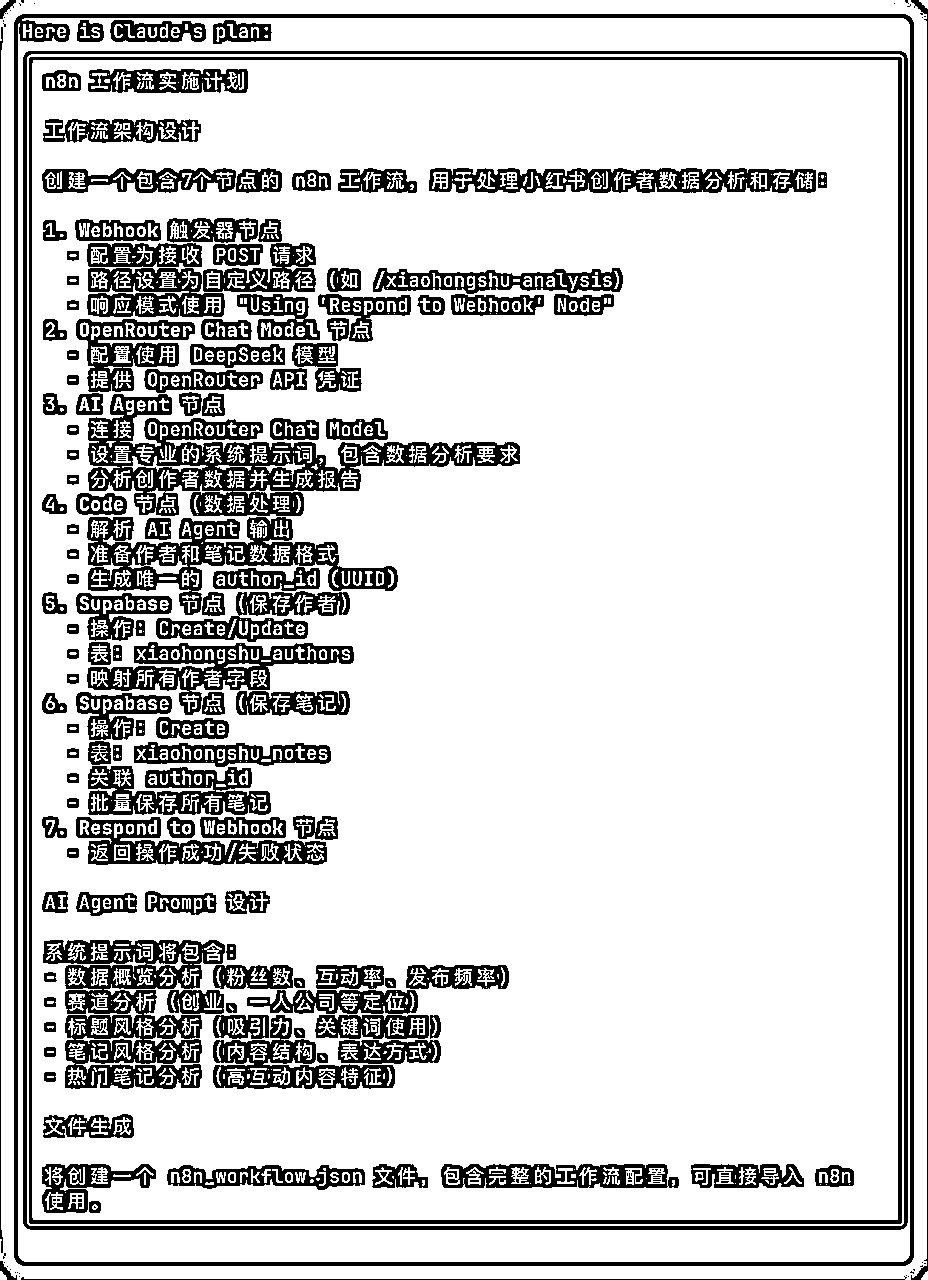 Here is Claude's plan:
n8n 工作流实施计划
工作流架构设计
创建一个包含7个节点的 n8n 工作流，用于处理小红书创作者数据分析和存储：
1. Webhook 触发器节点
- 配置为接收 POST 请求
- 路径设置为自定义路径（如 /xiaohongshu-analysis）
- 响应模式使用 "Using 'Respond to Webhook' Node"
2. OpenRouter Chat Model 节点
- 配置使用 DeepSeek 模型
- 提供 OpenRouter API 凭证
3. AI Agent 节点
- 连接 OpenRouter Chat Model
- 设置专业的系统提示词，包含数据分析要求
- 分析创作者数据并生成报告
4. Code 节点（数据处理）
- 解析 AI Agent 输出
- 准备作者和笔记数据格式
- 生成唯一的 author_id（UUID）
5. Supabase 节点（保存作者）
- 操作：Create/Update
- 表：xiaohongshu_authors
- 映射所有作者字段
6. Supabase 节点（保存笔记）
- 操作：Create
- 表：xiaohongshu_notes
- 关联 author_id
- 批量保存所有笔记
7. Respond to Webhook 节点
- 返回操作成功/失败状态
AI Agent Prompt 设计
系统提示词将包含：
- 数据概览分析（粉丝数、互动率、发布频率）
- 赛道分析（创业、一人公司等定位）
- 标题风格分析（吸引力、关键词使用）
- 笔记风格分析（内容结构、表达方式）
- 热门笔记分析（高互动内容特征）
文件生成
将创建一个 n8n_workflow.json 文件，包含完整的工作流配置，可直接导入 n8n
使用。